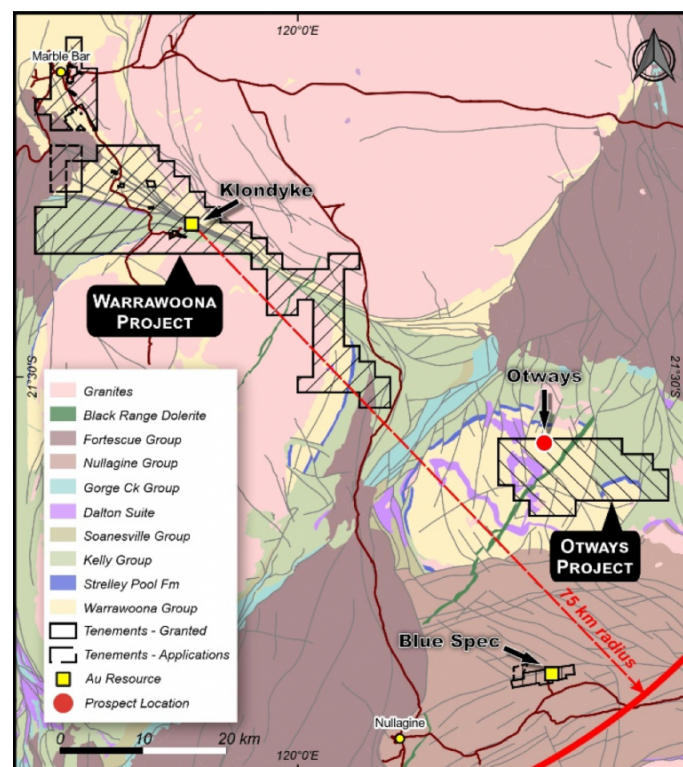 120°0'E
Marble Bar
Klondyke
WARRAWOONA
PROJECT
21°30'S
21°30'S
Otways
OTWAYS
PROJECT
75 km radius
Blue Spec
Nullagine
Granites
Black Range Dolerite
Fortescue Group
Nullagine Group
Gorge Ck Group
Dalton Suite
Soanesville Group
Kelly Group
Strelley Pool Fm
Warrawoona Group
Tenements - Granted
Tenements - Applications
Au Resource
Prospect Location
0 10 20 km
120°0'E